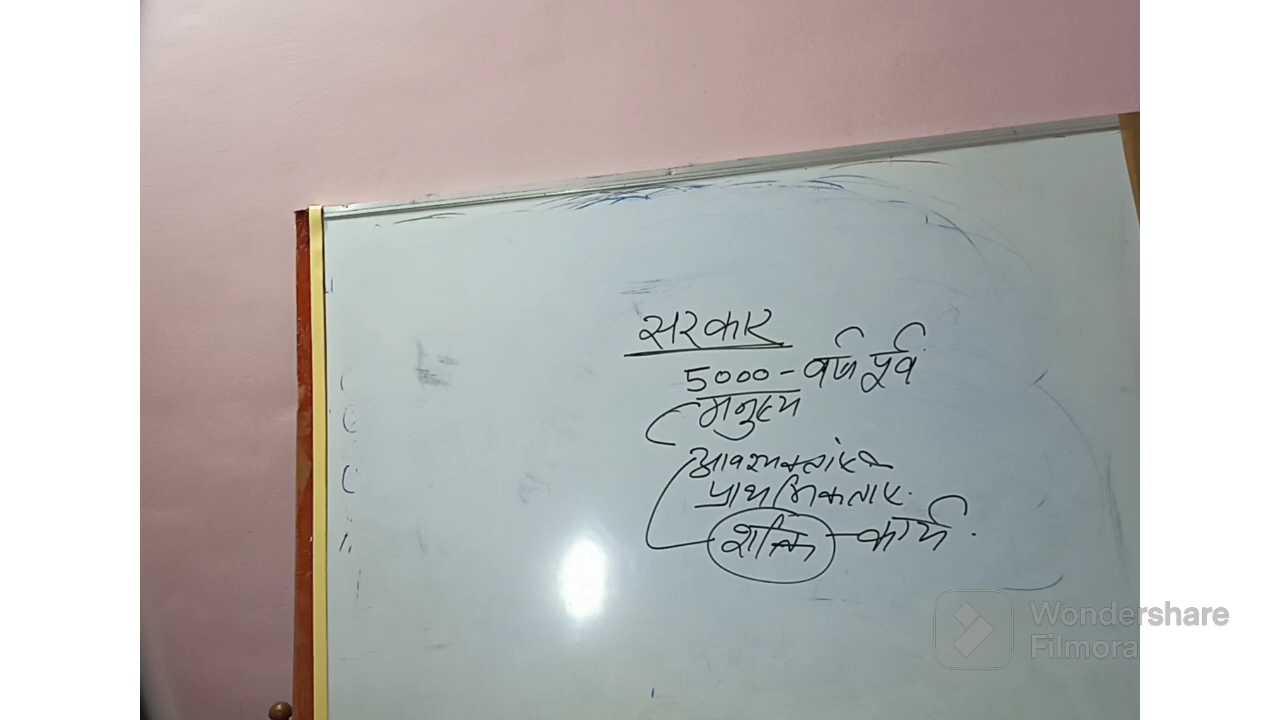 सरकार
5000 - वर्ष पूर्व
मनुष्य
आवश्यकताएं
प्राथमिकताए.
शक्ति - कार्य.
Wondershare
Filmora